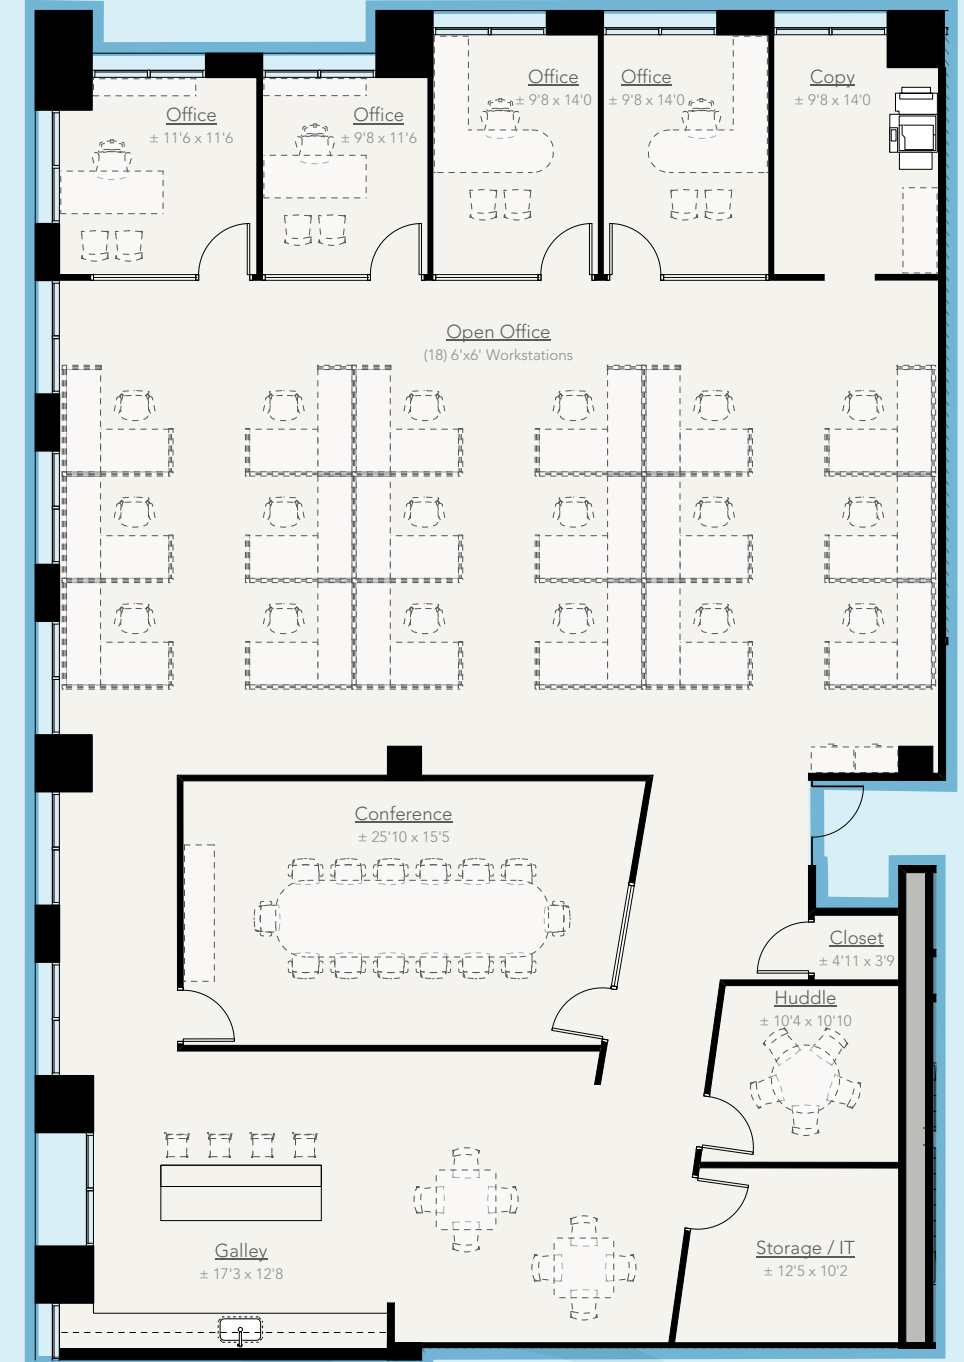 Office
± 9'8 x 14'0
Office
± 9'8 x 14'0
Copy
± 9'8 x 14'0
Office
± 11'6 x 11'6
Office
± 9'8 x 11'6
Open Office
(18) 6'x6' Workstations
Conference
± 25'10 x 15'5
Closet
± 4'11 x 3'9
Huddle
± 10'4 x 10'10
Galley
± 17'3 x 12'8
Storage / IT
± 12'5 x 10'2